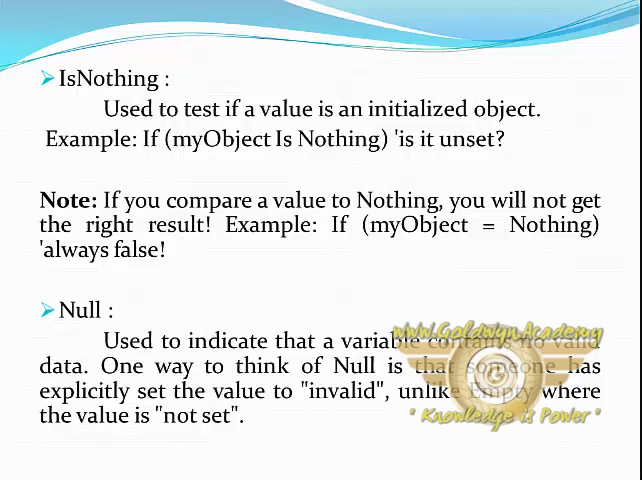 IsNothing :
Used to test if a value is an initialized object.
Example: If (myObject Is Nothing) 'is it unset?
Note: If you compare a value to Nothing, you will not get
the right result! Example: If (myObject = Nothing)
'always false!
Null :
Used to indicate that a variable contains no valid
data. One way to think of Null is that someone has
explicitly set the value to "invalid", unlike Empty where
the value is "not set".
www.GoldwynAcademy
G
" Knowledge is Power "